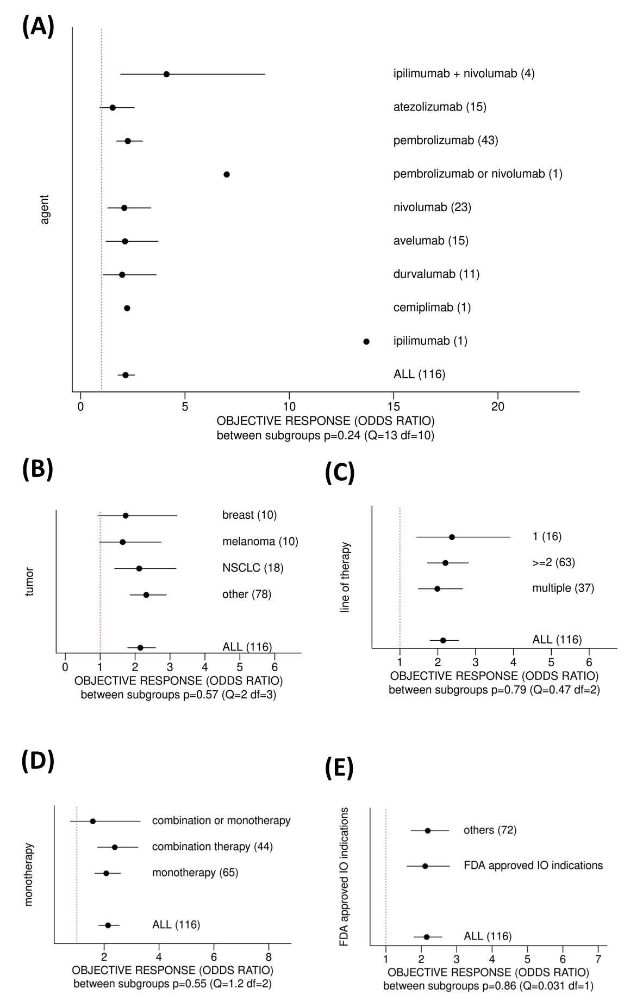 (A)
agent
ipilimumab + nivolumab (4)
atezolizumab (15)
pembrolizumab (43)
pembrolizumab or nivolumab (1)
nivolumab (23)
avelumab (15)
durvalumab (11)
cemiplimab (1)
ipilimumab (1)
ALL (116)
0 5 10 15 20
OBJECTIVE RESPONSE (ODDS RATIO)
between subgroups p=0.24 (Q=13 df=10)
(B)
tumor
breast (10)
melanoma (10)
NSCLC (18)
other (78)
ALL (116)
0 1 2 3 4 5 6
OBJECTIVE RESPONSE (ODDS RATIO)
between subgroups p=0.57 (Q=2 df=3)
(C)
line of therapy
1 (16)
>=2 (63)
multiple (37)
ALL (116)
1 2 3 4 5 6
OBJECTIVE RESPONSE (ODDS RATIO)
between subgroups p=0.79 (Q=0.47 df=2)
(D)
monotherapy
combination or monotherapy
combination therapy (44)
monotherapy (65)
ALL (116)
2 4 6 8
OBJECTIVE RESPONSE (ODDS RATIO)
between subgroups p=0.55 (Q=1.2 df=2)
(E)
FDA approved IO indications
others (72)
FDA approved IO indications
ALL (116)
1 2 3 4 5 6 7
OBJECTIVE RESPONSE (ODDS RATIO)
between subgroups p=0.86 (Q=0.031 df=1)